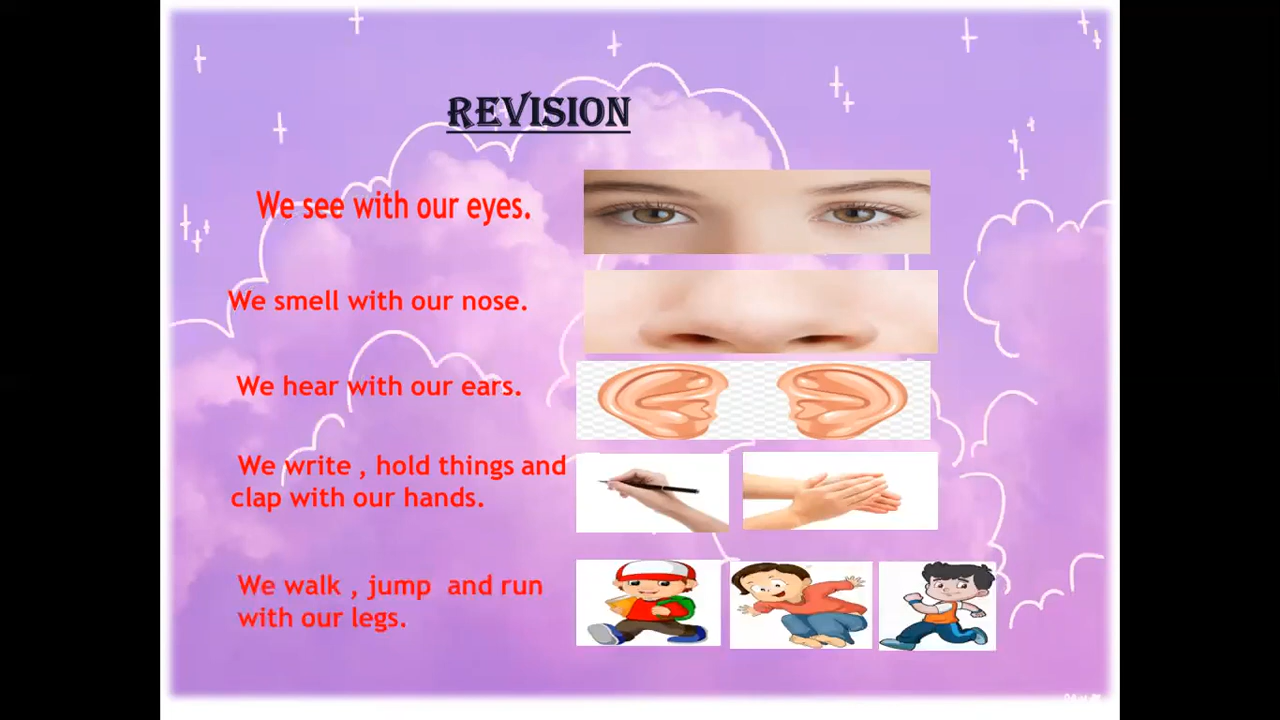 REVISION
We see with our eyes.
We smell with our nose.
We hear with our ears.
We write , hold things and
clap with our hands.
We walk , jump  and run
with our legs.